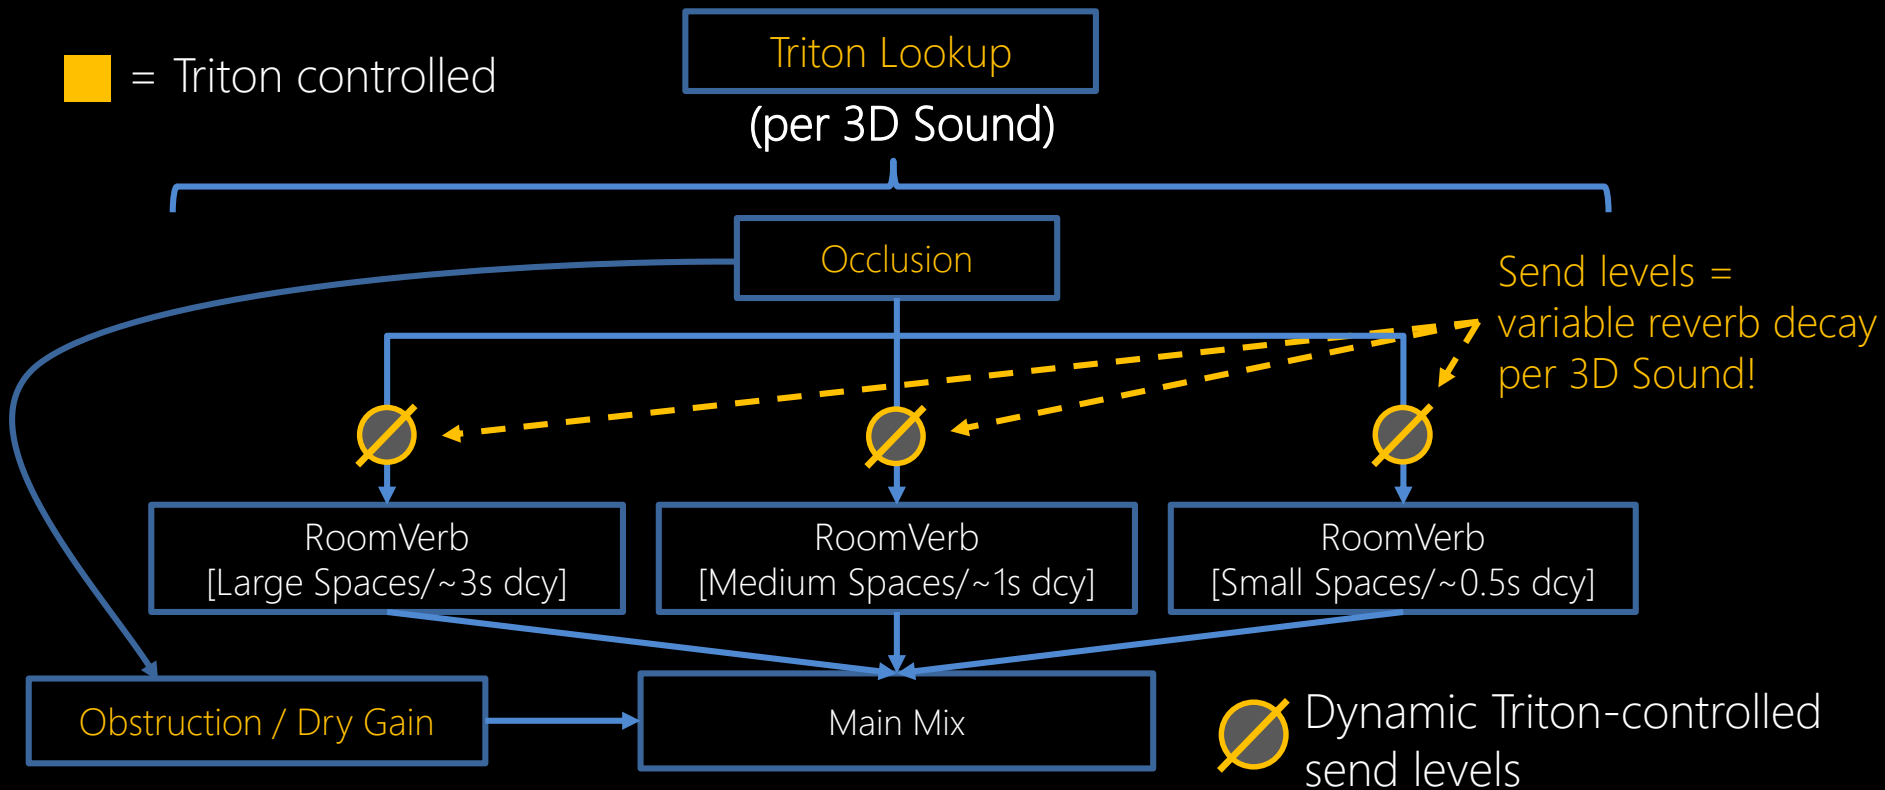 = Triton controlled
Triton Lookup
(per 3D Sound)
Occlusion
Send levels =
variable reverb decay
per 3D Sound!
RoomVerb
[Large Spaces/~3s dcy]
RoomVerb
[Medium Spaces/~1s dcy]
RoomVerb
[Small Spaces/~0.5s dcy]
Obstruction / Dry Gain
Main Mix
Dynamic Triton-controlled
send levels